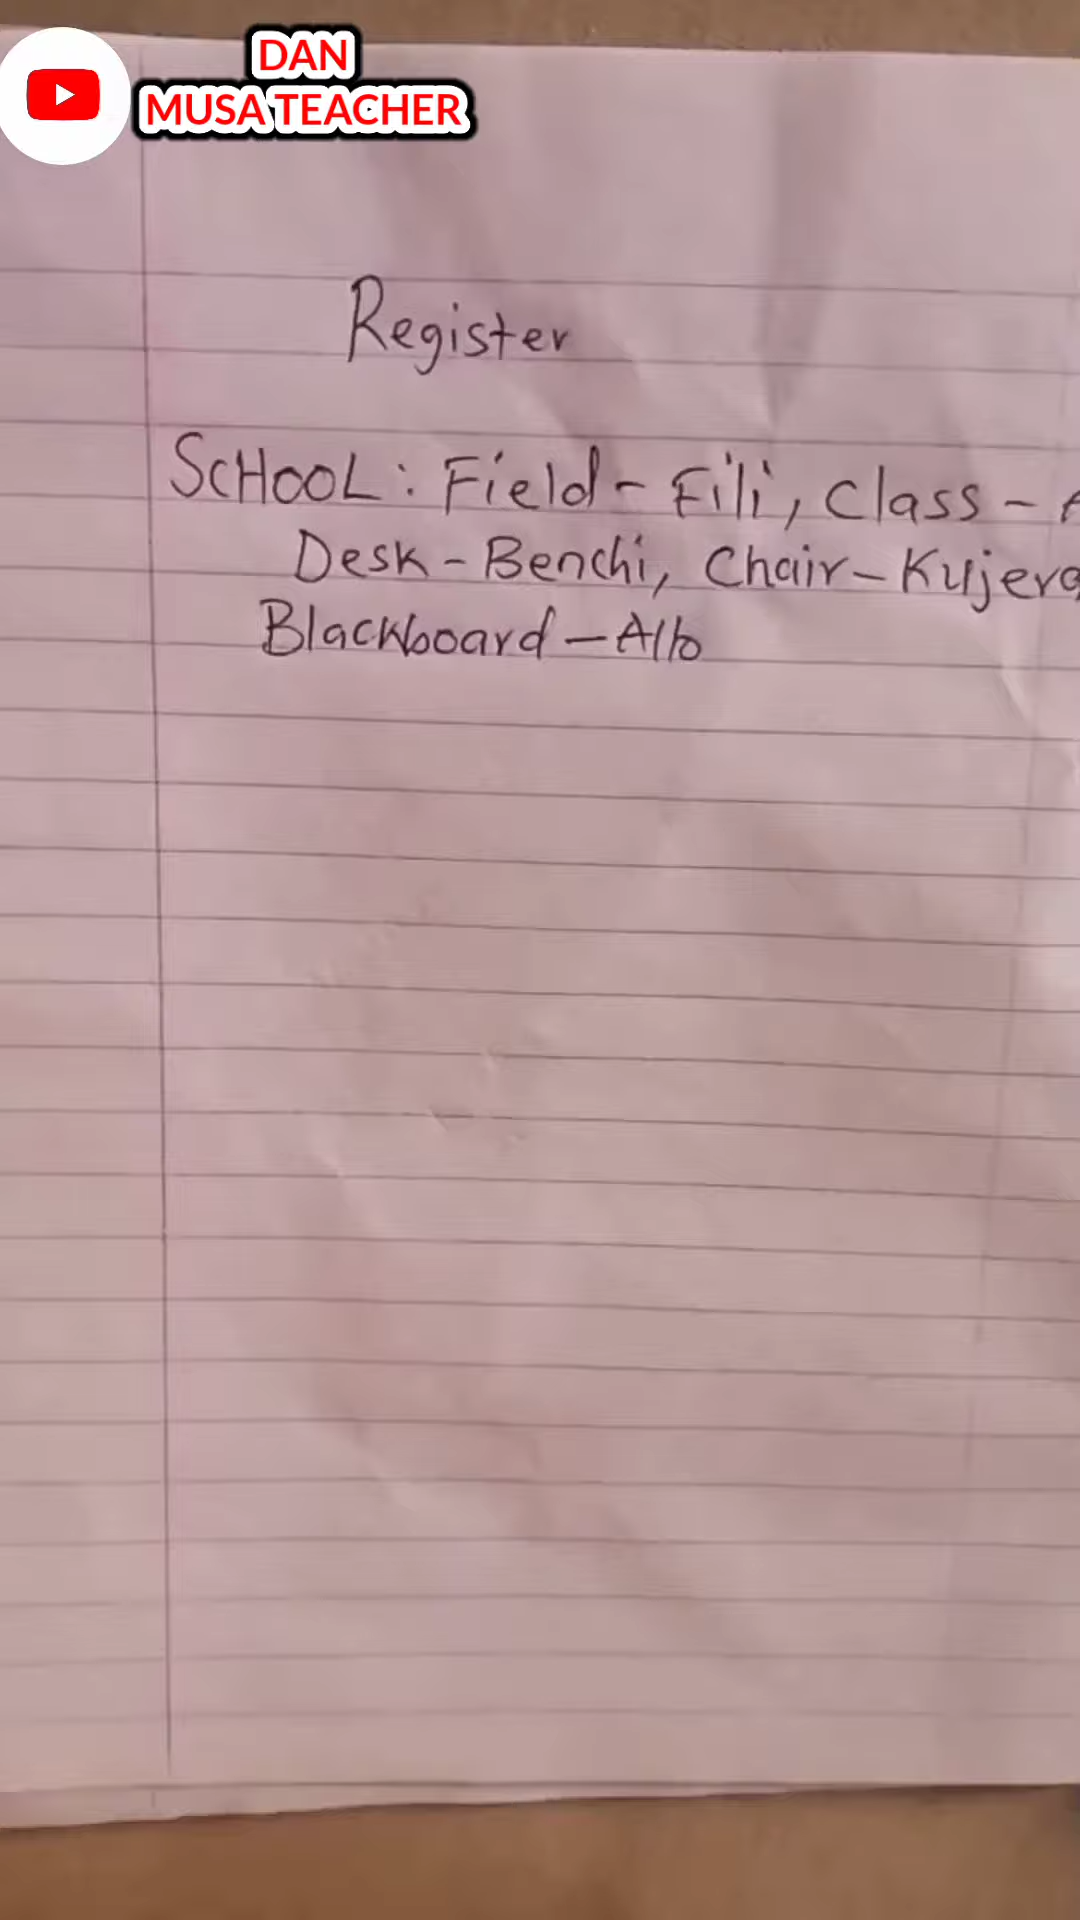 DAN
MUSA TEACHER
Register
SCHOOL: Field - Fili, Class -
Desk - Benchi, Chair - Kujera
Blackboard - Allo